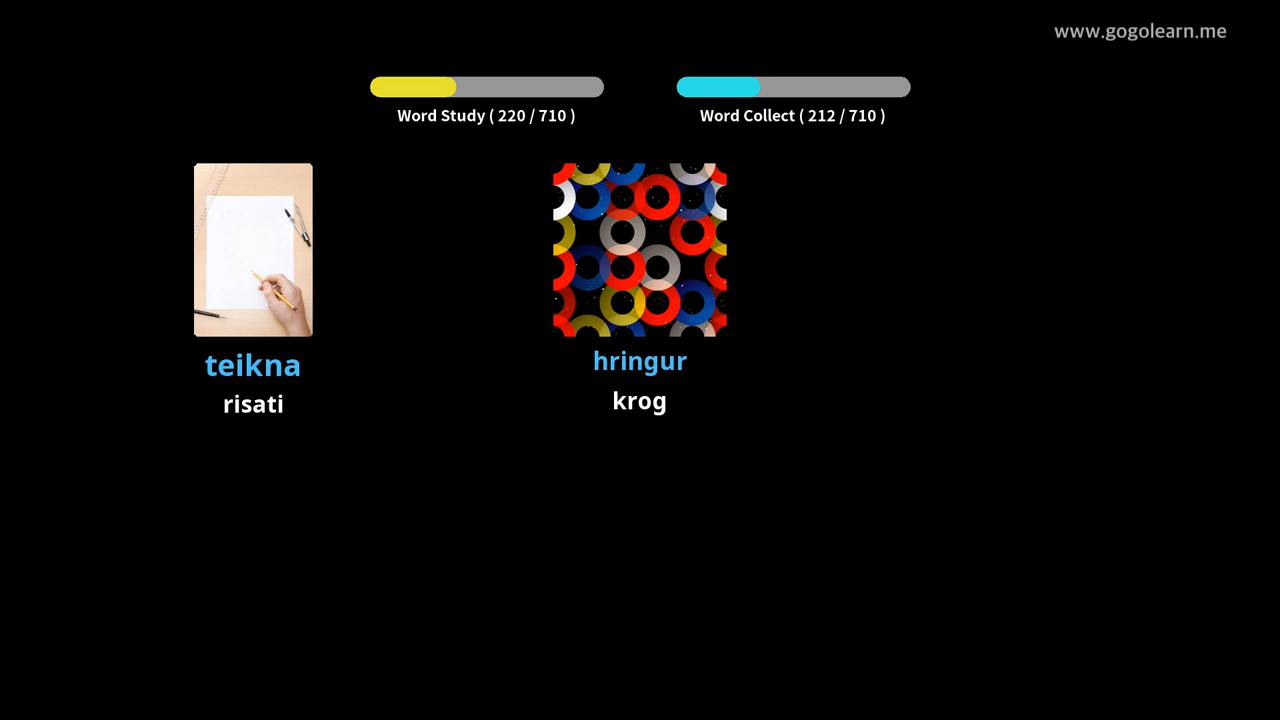 www.gogolearn.me
Word Study ( 220 / 710 )
Word Collect ( 212 / 710 )
teikna
risati
hringur
krog